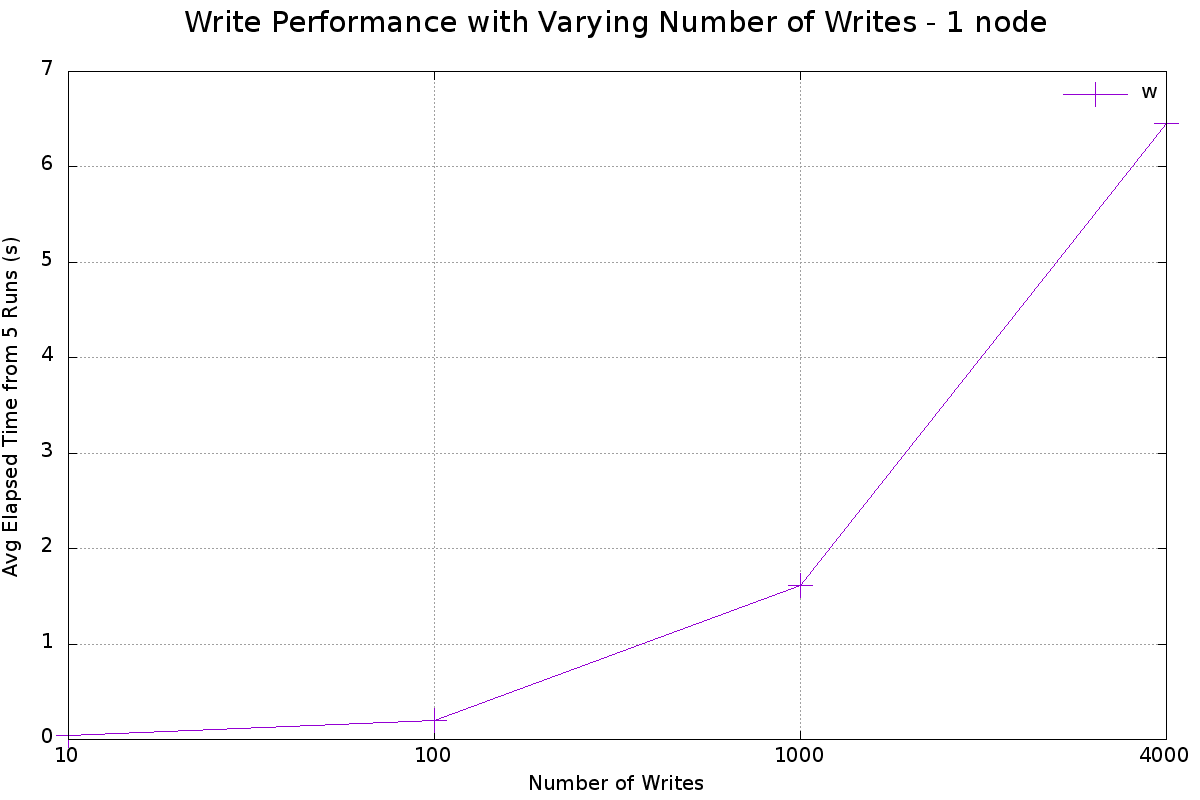 Write Performance with Varying Number of Writes - 1 node
w
7
6
5
4
3
2
1
0
Avg Elapsed Time from 5 Runs (s)
10 100 1000 4000
Number of Writes